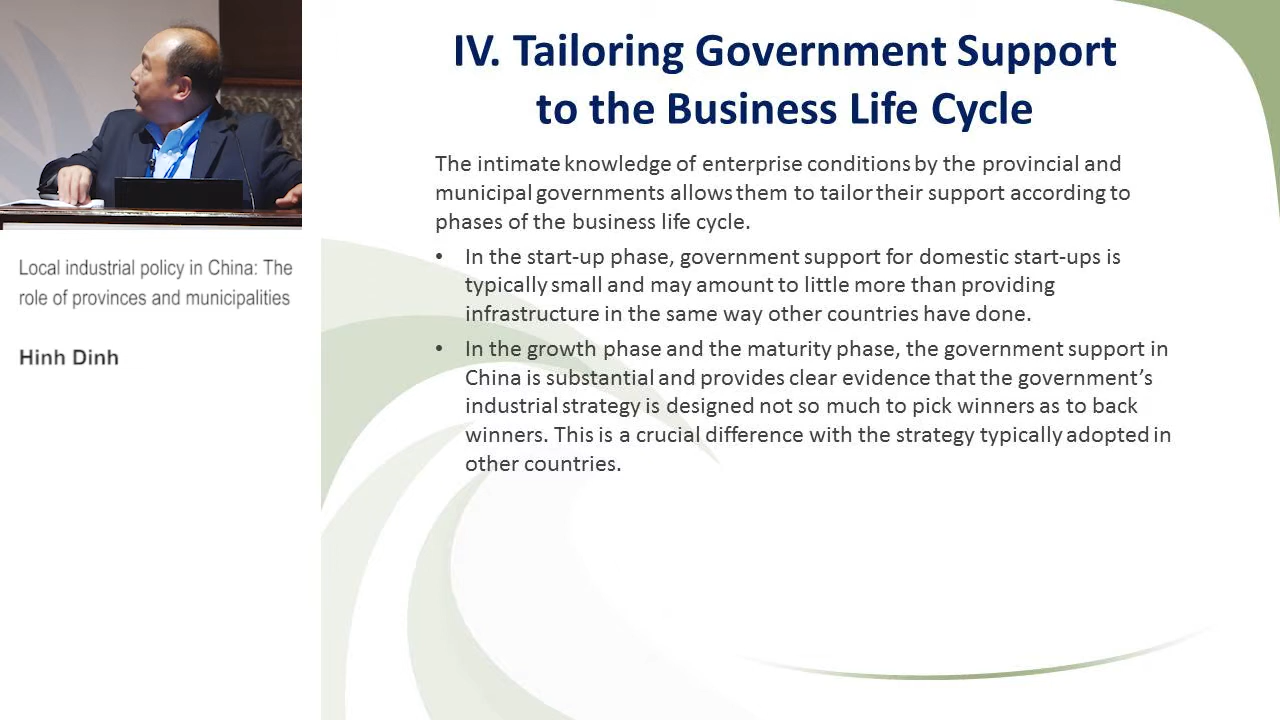 IV. Tailoring Government Support
to the Business Life Cycle
The intimate knowledge of enterprise conditions by the provincial and
municipal governments allows them to tailor their support according to
phases of the business life cycle.
• In the start-up phase, government support for domestic start-ups is
typically small and may amount to little more than providing
infrastructure in the same way other countries have done.
• In the growth phase and the maturity phase, the government support in
China is substantial and provides clear evidence that the government’s
industrial strategy is designed not so much to pick winners as to back
winners. This is a crucial difference with the strategy typically adopted in
other countries.
Local industrial policy in China: The
role of provinces and municipalities
Hinh Dinh